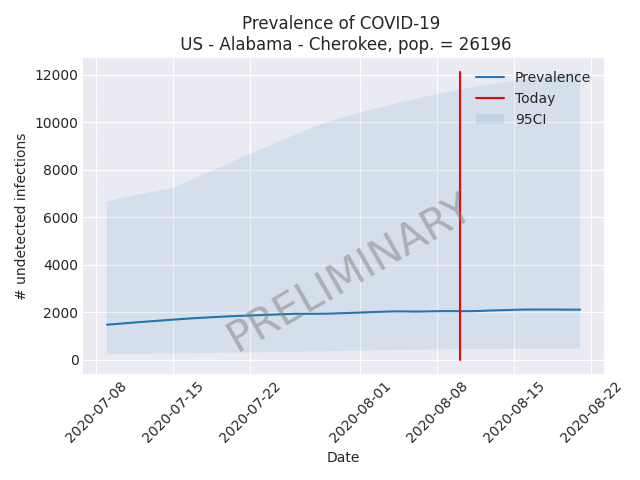 Prevalence of COVID-19
US - Alabama - Cherokee, pop. = 26196
12000
10000
8000
6000
4000
2000
0
# undetected infections
Prevalence
Today
95CI
PRELIMINARY
2020-07-08
2020-07-15
2020-07-22
2020-08-01
2020-08-08
2020-08-15
2020-08-22
Date